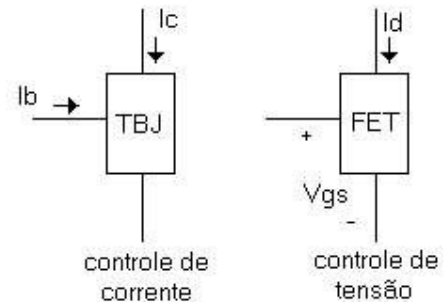 Ic
Ib
TBJ
controle de
corrente
Id
FET
+
Vgs
-
controle de
tensão